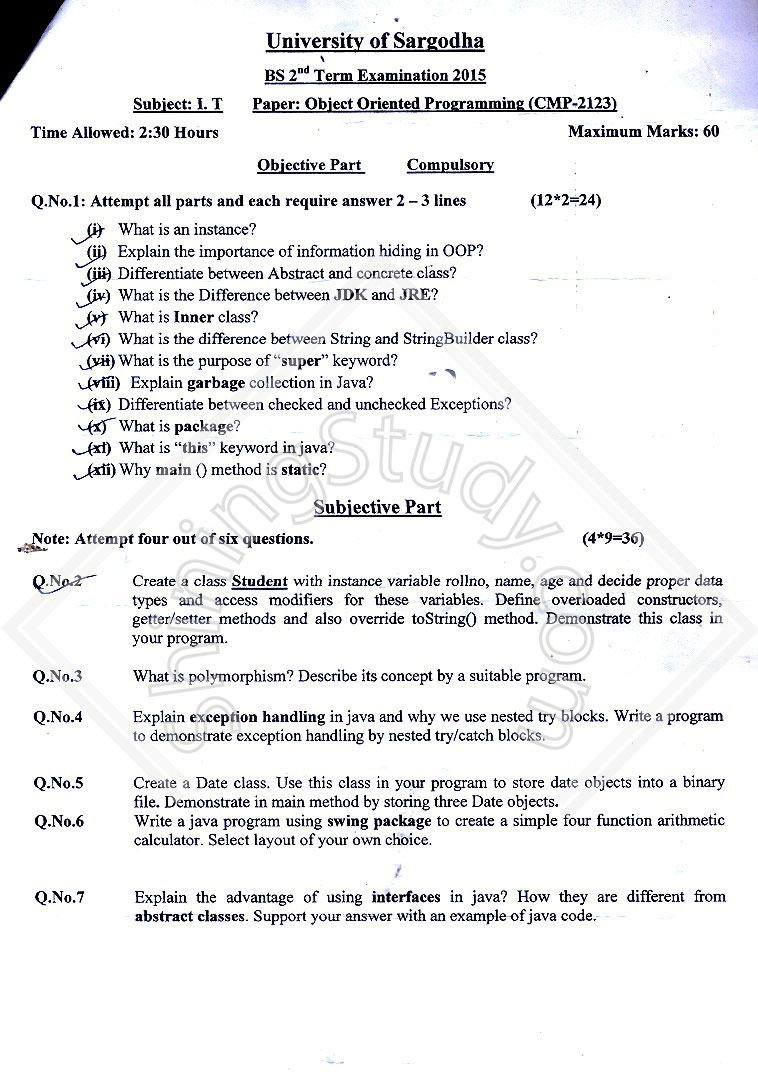 University of Sargodha
BS 2nd Term Examination 2015
Subject: I. T Paper: Object Oriented Programming (CMP-2123)
Time Allowed: 2:30 Hours Maximum Marks: 60
Objective Part Compulsory
Q.No.1: Attempt all parts and each require answer 2 – 3 lines (12*2=24)
(i) What is an instance?
(ii) Explain the importance of information hiding in OOP?
(iii) Differentiate between Abstract and concrete class?
(iv) What is the Difference between JDK and JRE?
(v) What is Inner class?
(vi) What is the difference between String and StringBuilder class?
(vii) What is the purpose of “super” keyword?
(viii) Explain garbage collection in Java?
(ix) Differentiate between checked and unchecked Exceptions?
(x) What is package?
(xi) What is “this” keyword in java?
(xii) Why main () method is static?
Subjective Part
Note: Attempt four out of six questions. (4*9=36)
Q.No.2 Create a class Student with instance variable rollno, name, age and decide proper data
types and access modifiers for these variables. Define overloaded constructors,
getter/setter methods and also override toString() method. Demonstrate this class in
your program.
Q.No.3 What is polymorphism? Describe its concept by a suitable program.
Q.No.4 Explain exception handling in java and why we use nested try blocks. Write a program
to demonstrate exception handling by nested try/catch blocks.
Q.No.5 Create a Date class. Use this class in your program to store date objects into a binary
file. Demonstrate in main method by storing three Date objects.
Q.No.6 Write a java program using swing package to create a simple four function arithmetic
calculator. Select layout of your own choice.
Q.No.7 Explain the advantage of using interfaces in java? How they are different from
abstract classes. Support your answer with an example of java code.
ShiningStudy.com